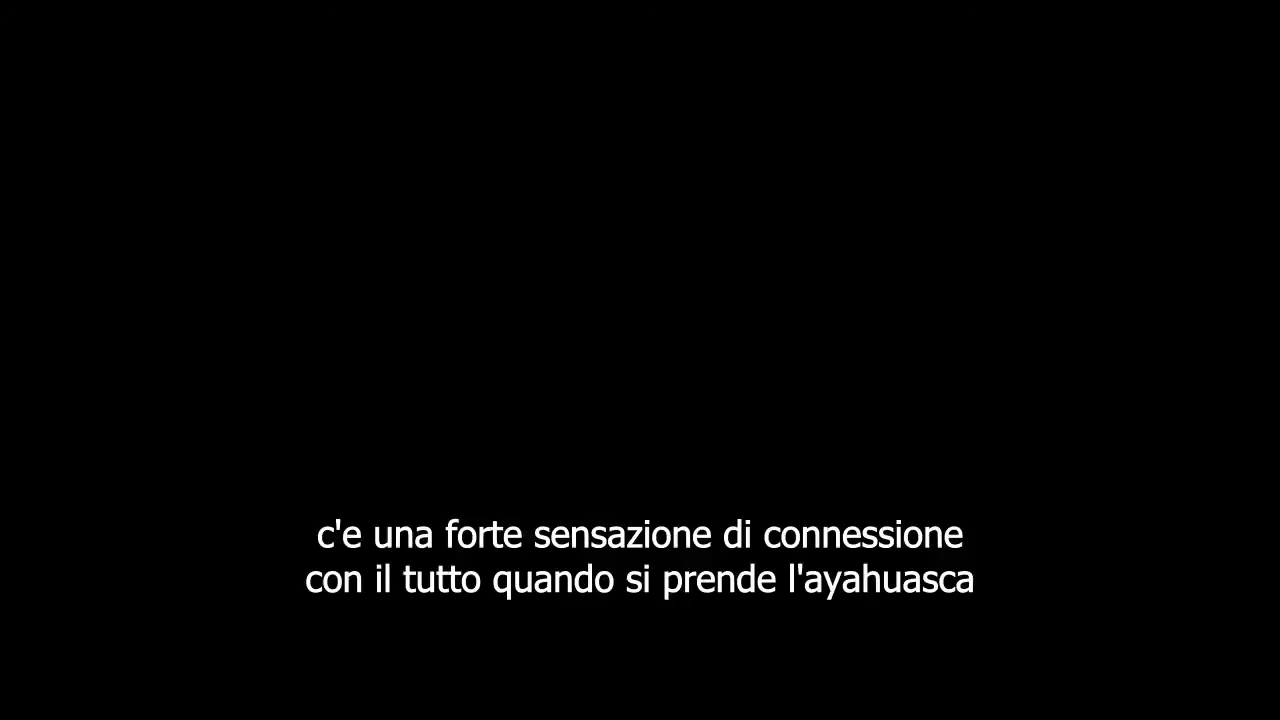 c'e una forte sensazione di connessione
con il tutto quando si prende l'ayahuasca